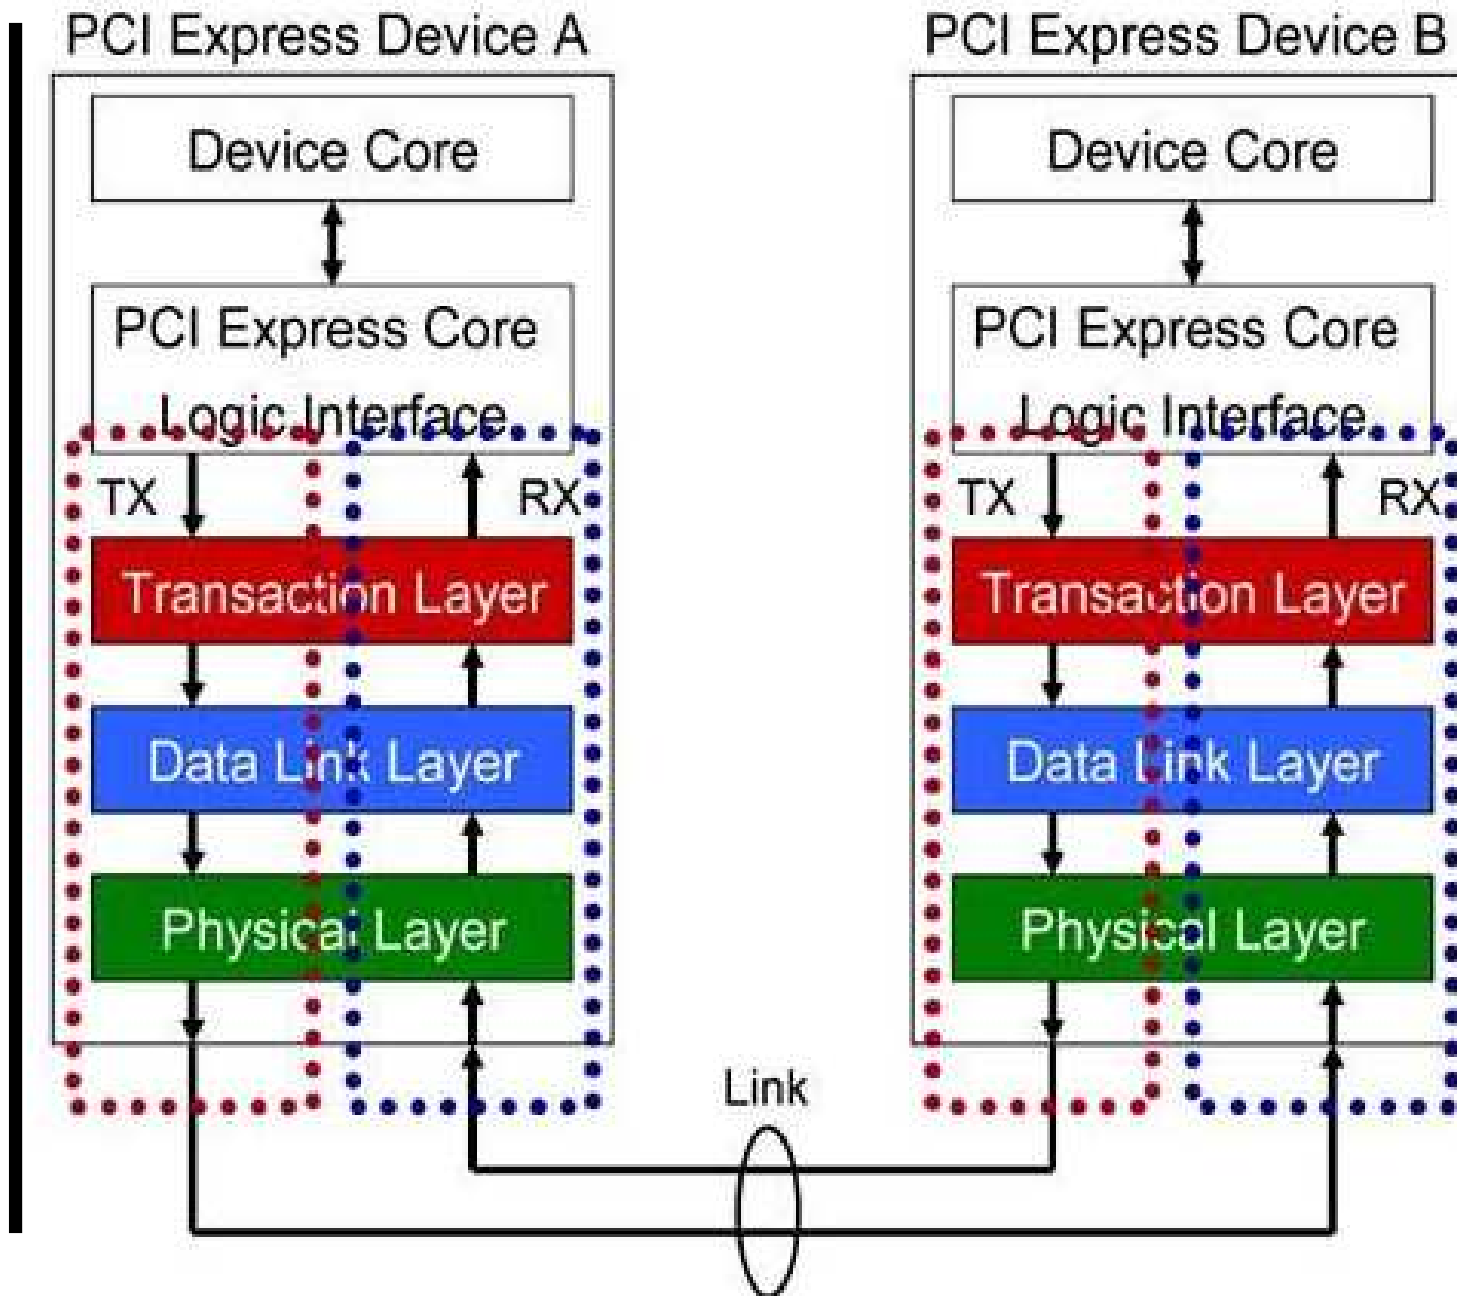 PCI Express Device A
PCI Express Device B
Device Core
Device Core
PCI Express Core
Logic Interface
PCI Express Core
Logic Interface
TX
RX
TX
RX
Transaction Layer
Transaction Layer
Data Link Layer
Data Link Layer
Physical Layer
Physical Layer
Link